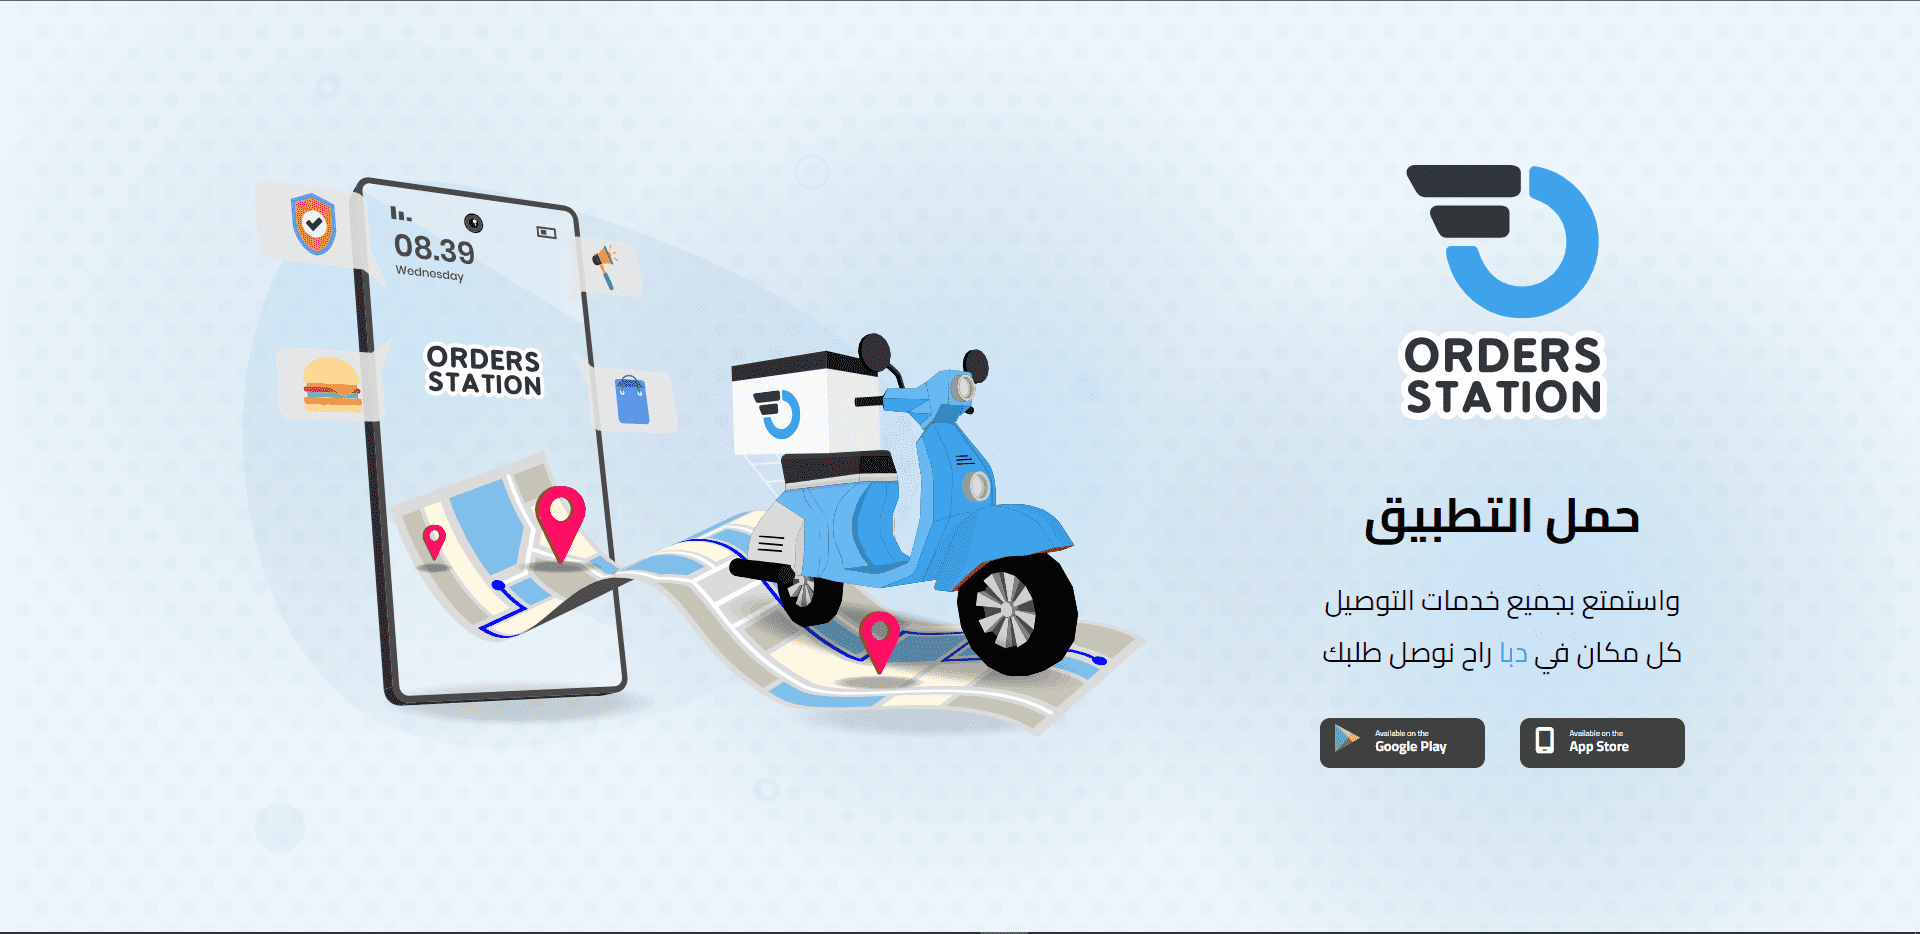 08.39
Wednesday
ORDERS
STATION
ORDERS
STATION
حمل التطبيق
واستمتع بجميع خدمات التوصيل
كل مكان في دبا راح نوصل طلبك
Available on the
Google Play
Available on the
App Store